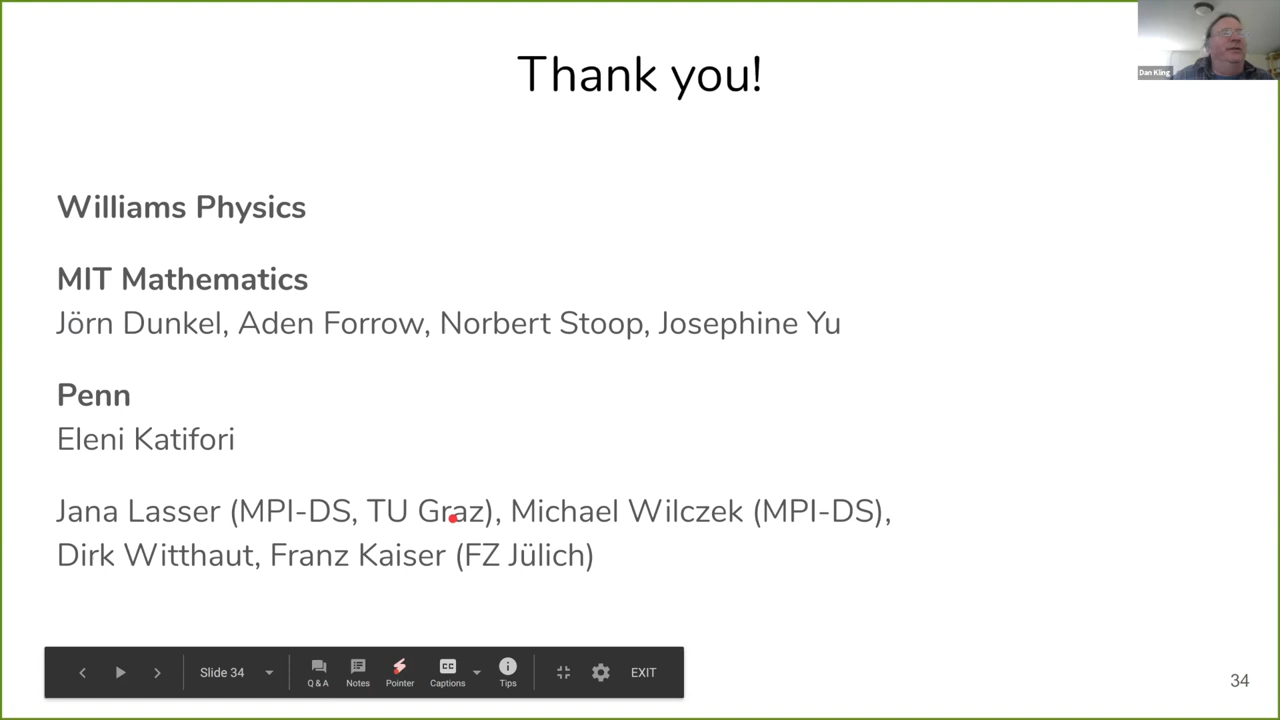 Thank you!
Dan Kling
Williams Physics
MIT Mathematics
Jörn Dunkel, Aden Forrow, Norbert Stoop, Josephine Yu
Penn
Eleni Katifori
Jana Lasser (MPI-DS, TU Graz), Michael Wilczek (MPI-DS),
Dirk Witthaut, Franz Kaiser (FZ Jülich)
Slide 34
Q & A
Notes
Pointer
CC
Captions
Tips
EXIT
34